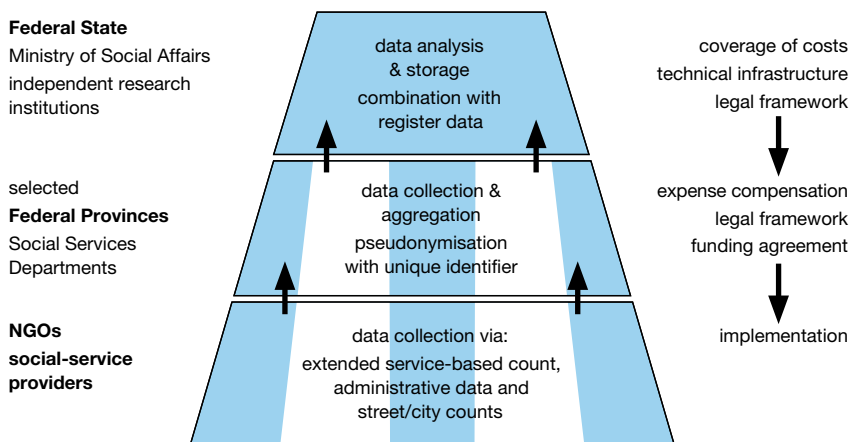 Federal State
Ministry of Social Affairs
independent research
institutions
data analysis
& storage
combination with
register data
coverage of costs
technical infrastructure
legal framework
selected
Federal Provinces
Social Services
Departments
data collection &
aggregation
pseudonymisation
with unique identifier
expense compensation
legal framework
funding agreement
NGOs
social-service
providers
data collection via:
extended service-based count,
administrative data and
street/city counts
implementation